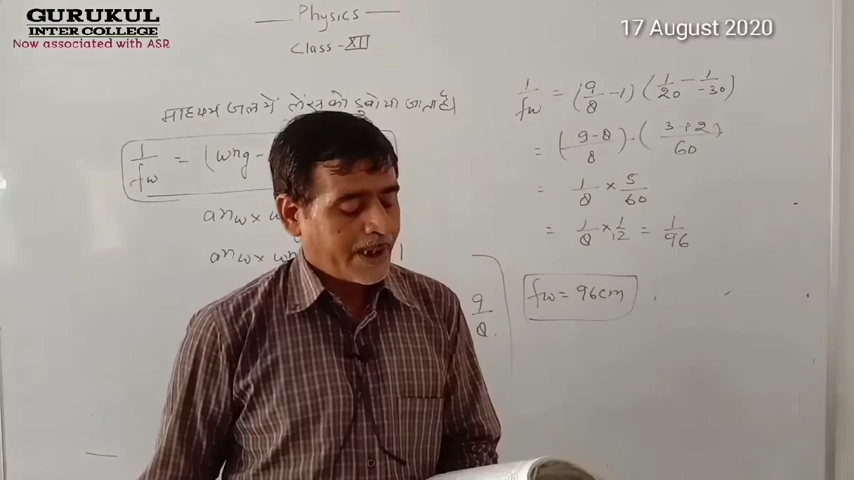 GURUKUL
INTER COLLEGE
Now associated with ASR
17 August 2020
Physics
Class - XII
माध्यम जल में लेंस को डुबोया जाता है।
1/fw = (wng -
anw × w
anw × wn
1
9/8
1/fw = (9/8 - 1) (1/20 - 1/-30)
= (9-8/8) · (3+2/60)
= 1/8 × 5/60
= 1/8 × 1/12 = 1/96
fw = 96cm